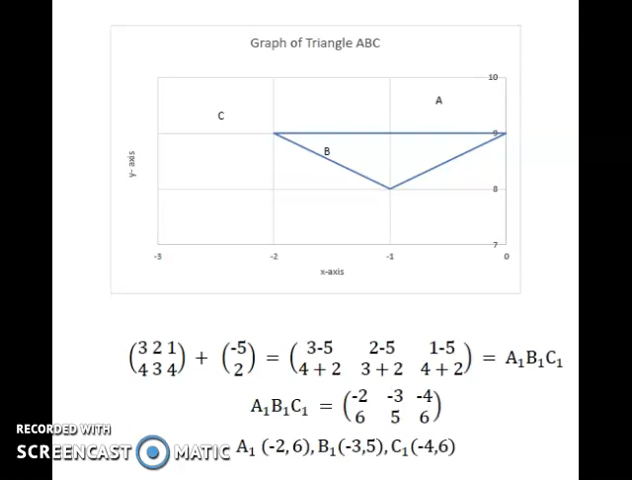 Graph of Triangle ABC
10
A
C
9
y- axis
B
8
7
-3 -2 -1 0
x-axis
(3 2 1 + (-5 = (3-5 2-5 1-5 = A₁B₁C₁
4 3 4) 2) 4 + 2 3 + 2 4 + 2)
A₁B₁C₁ = (-2 -3 -4
6 5 6)
A₁ (-2, 6), B₁(-3,5), C₁(-4,6)
RECORDED WITH
SCREENCAST MATIC